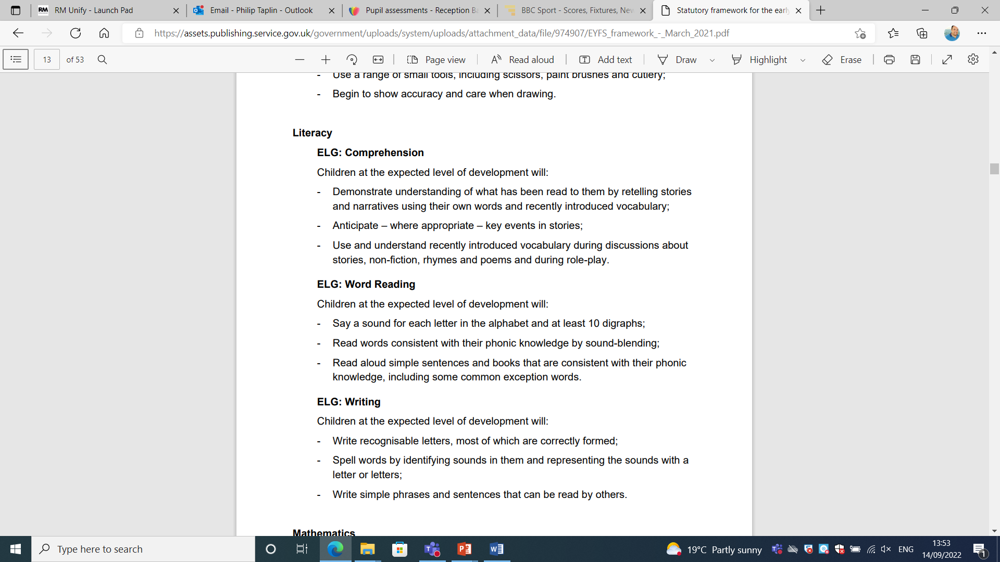 RM RM Unify - Launch Pad
Email - Philip Taplin - Outlook
Pupil assessments - Reception Ba
BBC Sport - Scores, Fixtures, New
Statutory framework for the early
https://assets.publishing.service.gov.uk/government/uploads/system/uploads/attachment_data/file/974907/EYFS_framework_-_March_2021.pdf
13 of 53 Page view Read aloud Add text Draw Highlight Erase
- Use a range of small tools, including scissors, paint brushes and cutlery;
- Begin to show accuracy and care when drawing.
Literacy
ELG: Comprehension
Children at the expected level of development will:
- Demonstrate understanding of what has been read to them by retelling stories
and narratives using their own words and recently introduced vocabulary;
- Anticipate – where appropriate – key events in stories;
- Use and understand recently introduced vocabulary during discussions about
stories, non-fiction, rhymes and poems and during role-play.
ELG: Word Reading
Children at the expected level of development will:
- Say a sound for each letter in the alphabet and at least 10 digraphs;
- Read words consistent with their phonic knowledge by sound-blending;
- Read aloud simple sentences and books that are consistent with their phonic
knowledge, including some common exception words.
ELG: Writing
Children at the expected level of development will:
- Write recognisable letters, most of which are correctly formed;
- Spell words by identifying sounds in them and representing the sounds with a
letter or letters;
- Write simple phrases and sentences that can be read by others.
Mathematics
Type here to search
19°C Partly sunny
ENG
13:53
14/09/2022
1